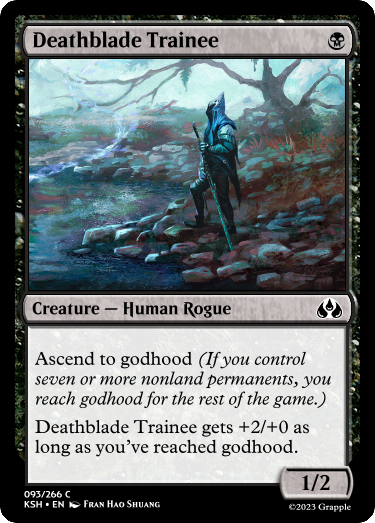 Deathblade Trainee
Creature — Human Rogue
Ascend to godhood (If you control
seven or more nonland permanents, you
reach godhood for the rest of the game.)
Deathblade Trainee gets +2/+0 as
long as you've reached godhood.
1/2
093/266 C
KSH • EN Fran Hao Shuang
©2023 Grapple